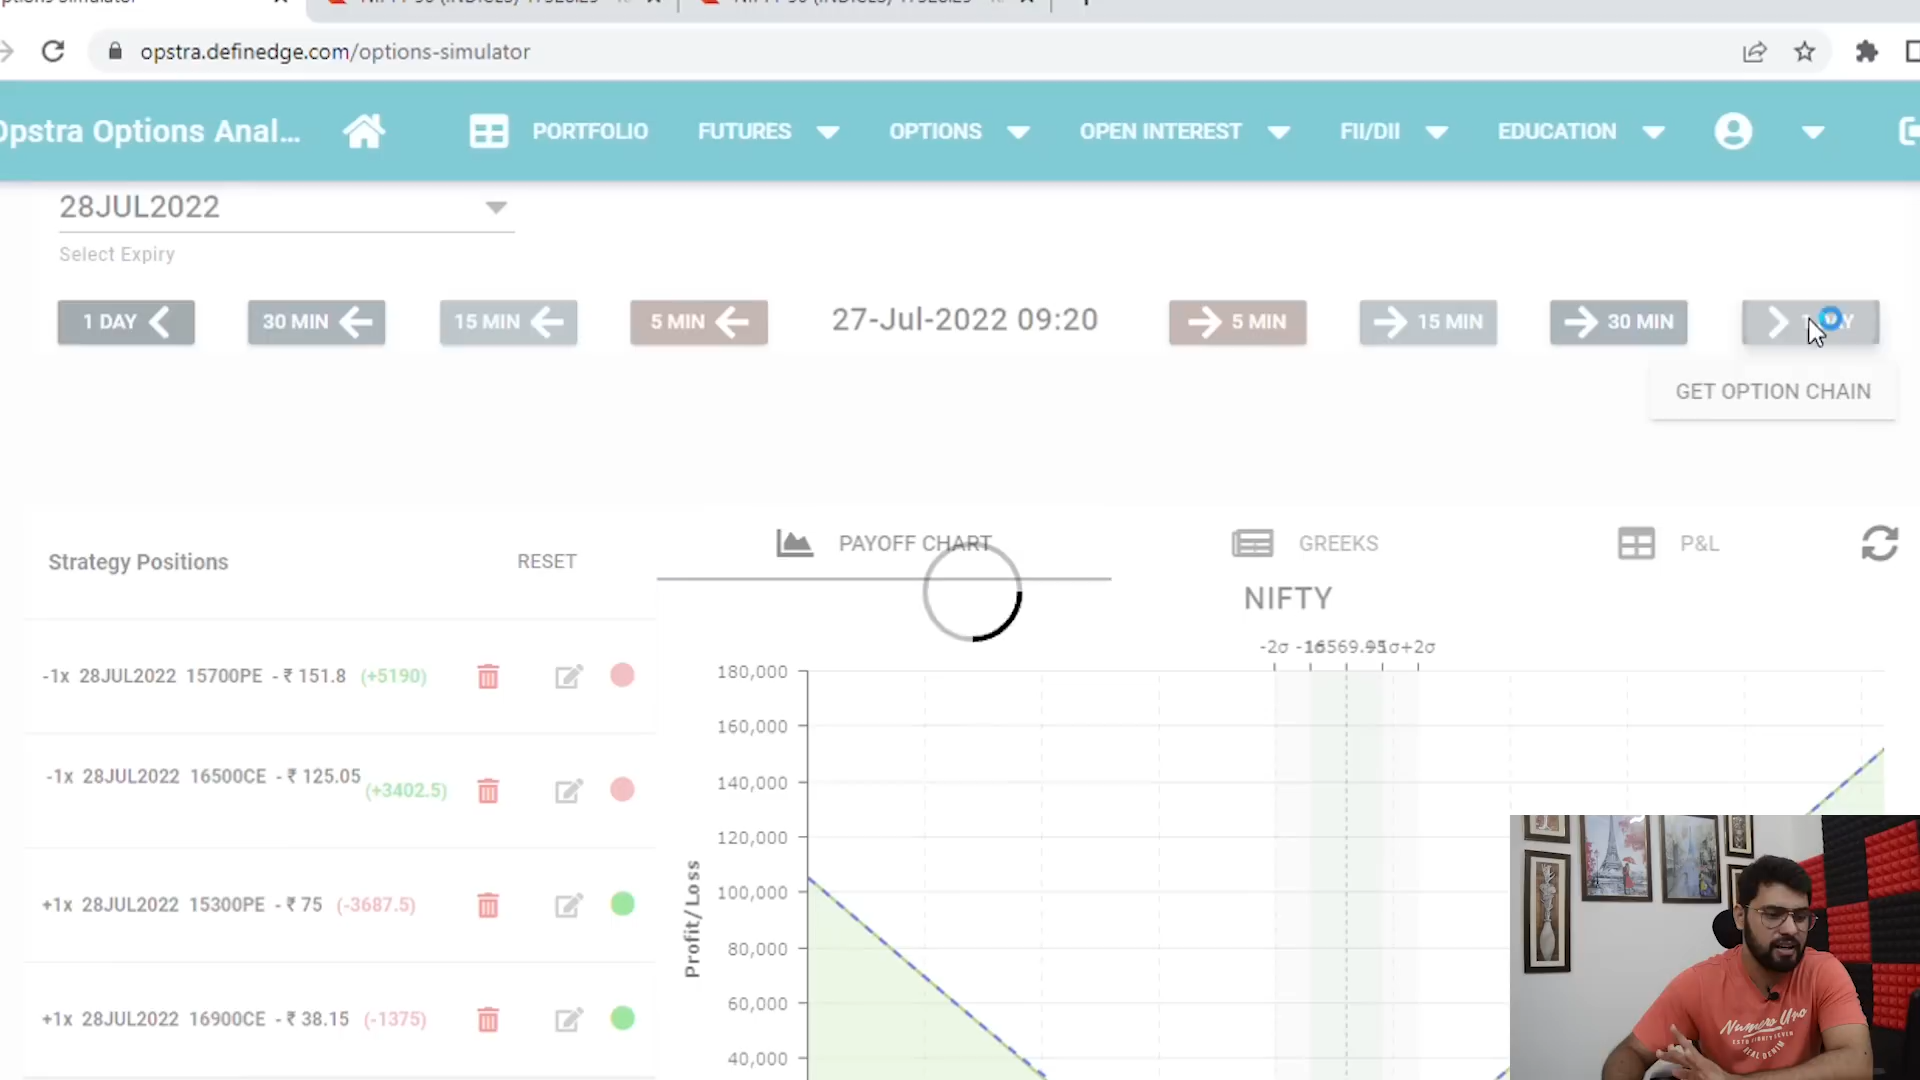 opstra.definedge.com/options-simulator
Opstra Options Anal...
PORTFOLIO
FUTURES
OPTIONS
OPEN INTEREST
FII/DII
EDUCATION
28JUL2022
Select Expiry
1 DAY
30 MIN
15 MIN
5 MIN
27-Jul-2022 09:20
5 MIN
15 MIN
30 MIN
GET OPTION CHAIN
Strategy Positions
RESET
PAYOFF CHART
GREEKS
P&L
NIFTY
-2σ
+2σ
-1x 28JUL2022 15700PE - ₹ 151.8 (+5190)
-1x 28JUL2022 16500CE - ₹ 125.05 (+3402.5)
+1x 28JUL2022 15300PE - ₹ 75 (-3687.5)
+1x 28JUL2022 16900CE - ₹ 38.15 (-1375)
Profit/Loss
180,000
160,000
140,000
120,000
100,000
80,000
60,000
40,000
Numero Uno
REAL DENIM